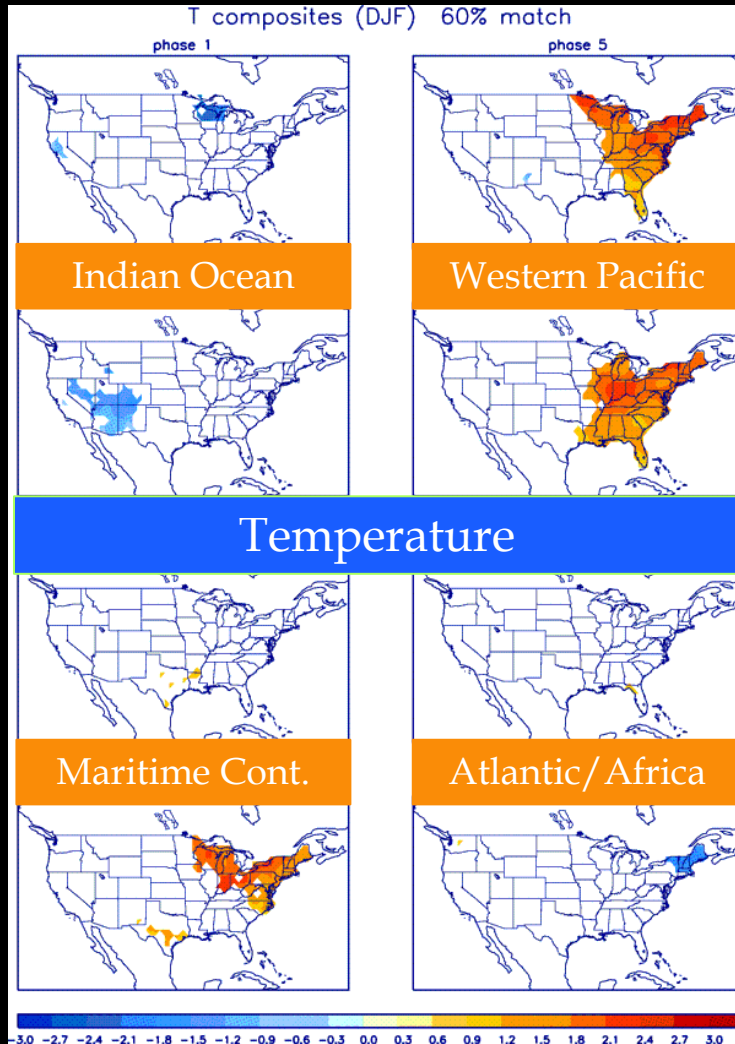 T composites (DJF) 60% match
phase 1
phase 5
Indian Ocean
Western Pacific
Temperature
Maritime Cont.
Atlantic/Africa
-3.0 -2.7 -2.4 -2.1 -1.8 -1.5 -1.2 -0.9 -0.6 -0.3 0.0 0.3 0.6 0.9 1.2 1.5 1.8 2.1 2.4 2.7 3.0